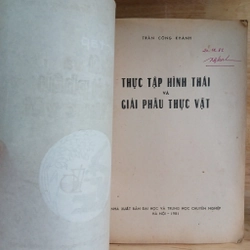 TRẦN CÔNG KHÁNH
THỰC TẬP HÌNH THÁI
VÀ
GIẢI PHẪU THỰC VẬT
NHÀ XUẤT BẢN ĐẠI HỌC VÀ TRUNG HỌC CHUYÊN NGHIỆP
HÀ NỘI – 1981